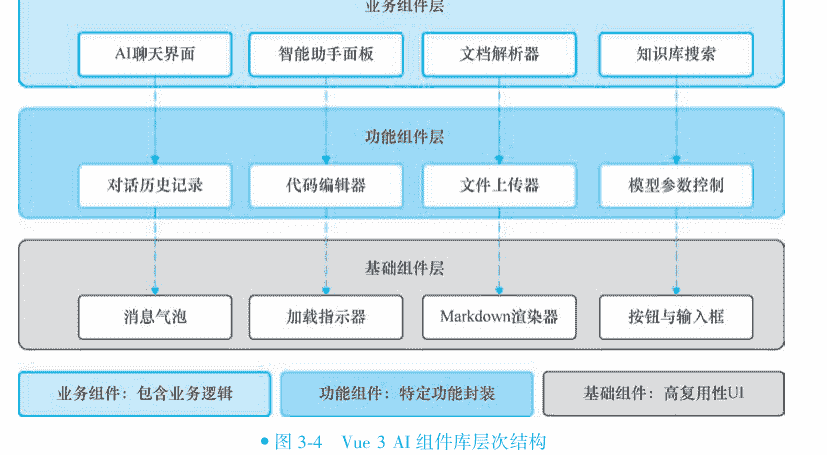 业务组件层
AI聊天界面 智能助手面板 文档解析器 知识库搜索
功能组件层
对话历史记录 代码编辑器 文件上传器 模型参数控制
基础组件层
消息气泡 加载指示器 Markdown渲染器 按钮与输入框
业务组件：包含业务逻辑 功能组件：特定功能封装 基础组件：高复用性UI
●图 3-4 Vue 3 AI 组件库层次结构